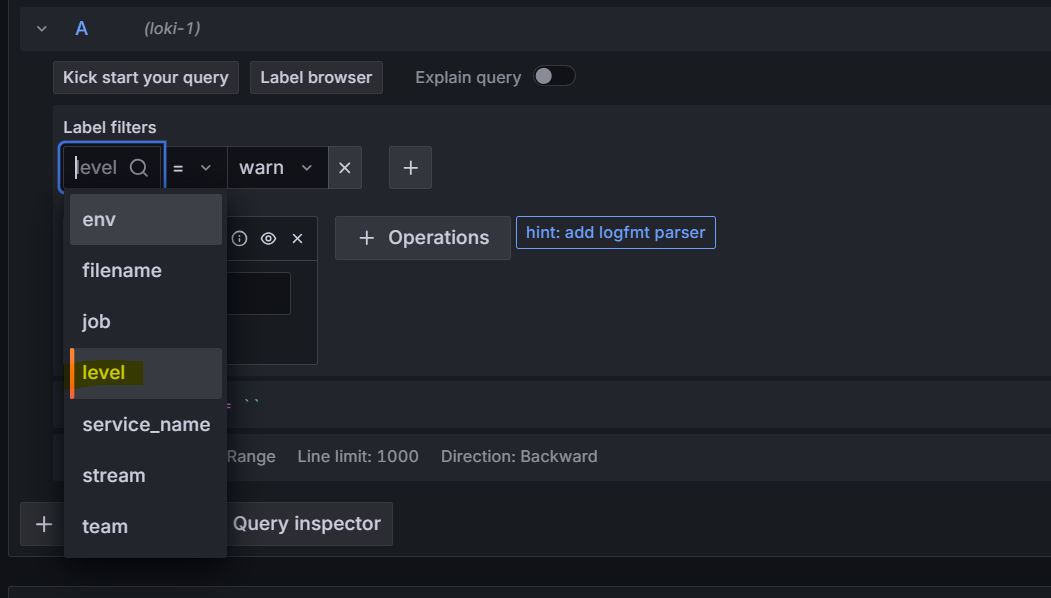 A (loki-1)
Kick start your query Label browser Explain query
Label filters
level = warn
env
Operations hint: add logfmt parser
filename
job
level
= ``
service_name
Range Line limit: 1000 Direction: Backward
stream
team
Query inspector